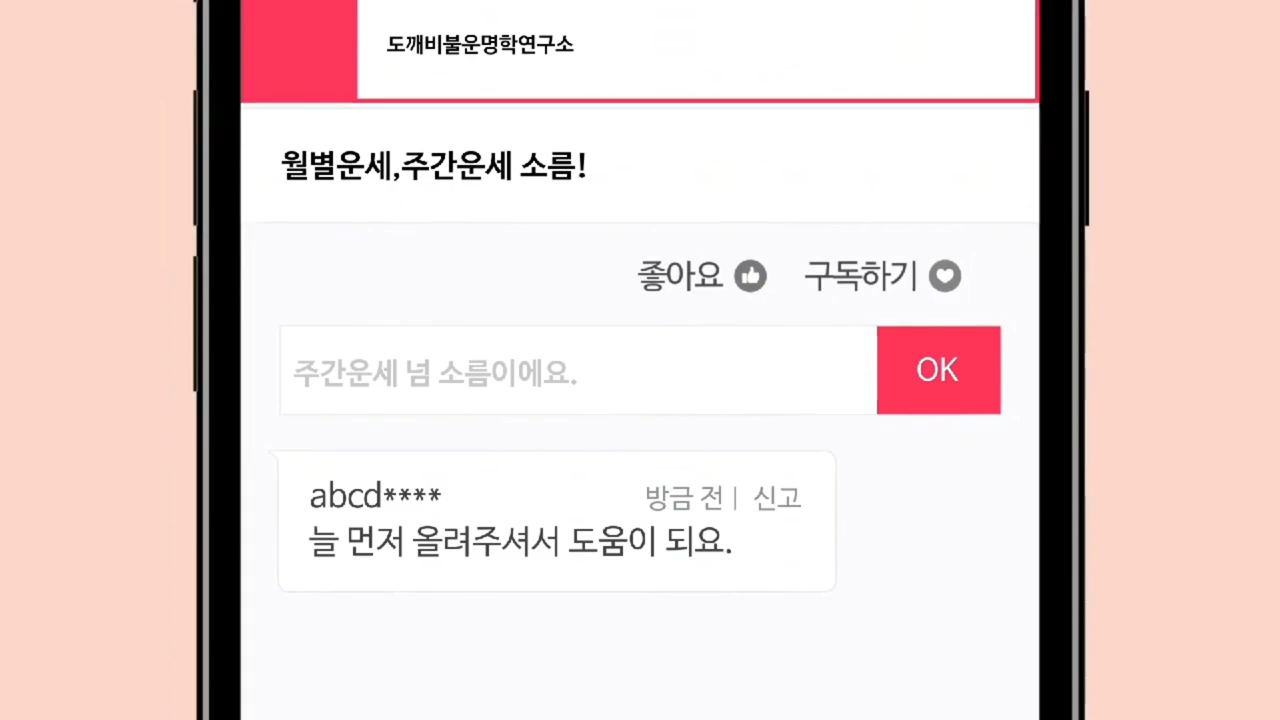 도깨비불운명학연구소
월별운세,주간운세 소름!
좋아요 구독하기
주간운세 넘 소름이에요.
OK
abcd****
방금 전 | 신고
늘 먼저 올려주셔서 도움이 되요.